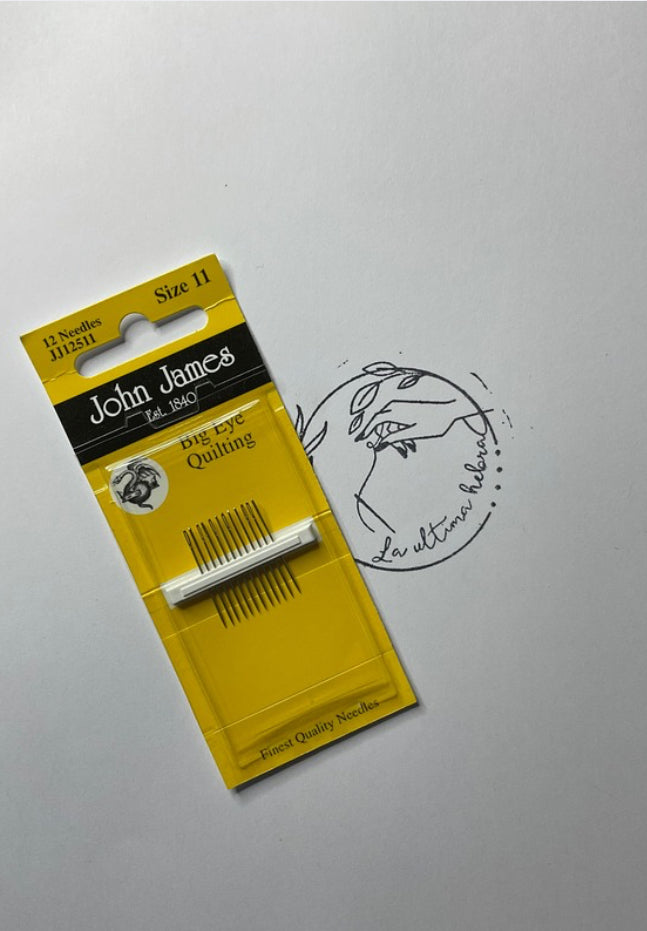 Size 11
12 Needles
JJ12511
John James
Est. 1840
Big Eye
Quilting
Finest Quality Needles
La ultima hebra